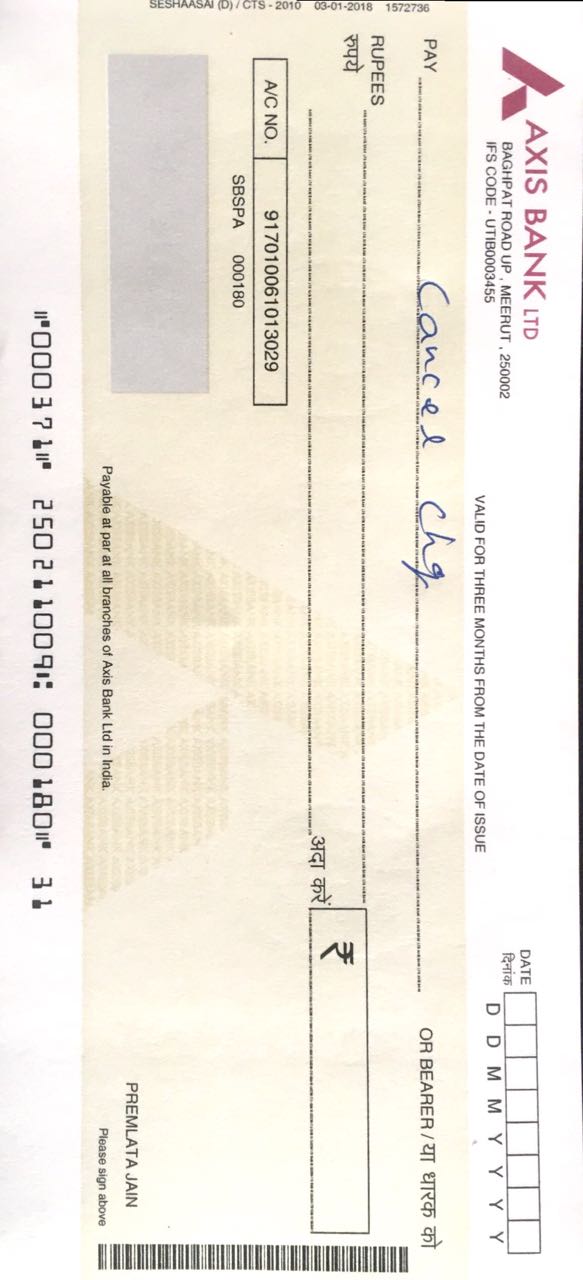 AXIS BANK LTD
BAGHPAT ROAD UP , MEERUT , 250002
IFS CODE - UTIB0003455
VALID FOR THREE MONTHS FROM THE DATE OF ISSUE
DATE
दिनांक
D D M M Y Y Y Y
PAY Cancel Chq OR BEARER / या धारक को
RUPEES
रुपये
अदा करें ₹
A/C NO. 917010061013029
SBSPA 000180
PREMLATA JAIN
Please sign above
Payable at par at all branches of Axis Bank Ltd in India.
⑈000371⑈ 250211009⑆ 000180⑈ 31
SESHAASAI (D) / CTS - 2010 03-01-2018 1572736